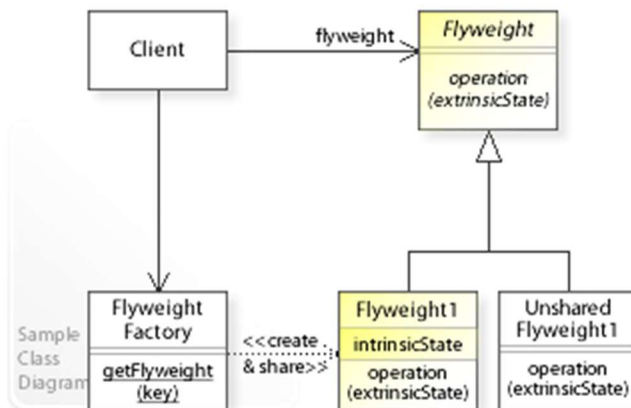 Client
flyweight
Flyweight
operation
(extrinsicState)
Flyweight
Factory
getFlyweight
(key)
<<create .
& share>>
Flyweight1
intrinsicState
operation
(extrinsicState)
Unshared
Flyweight1
operation
(extrinsicState)
Sample
Class
Diagram